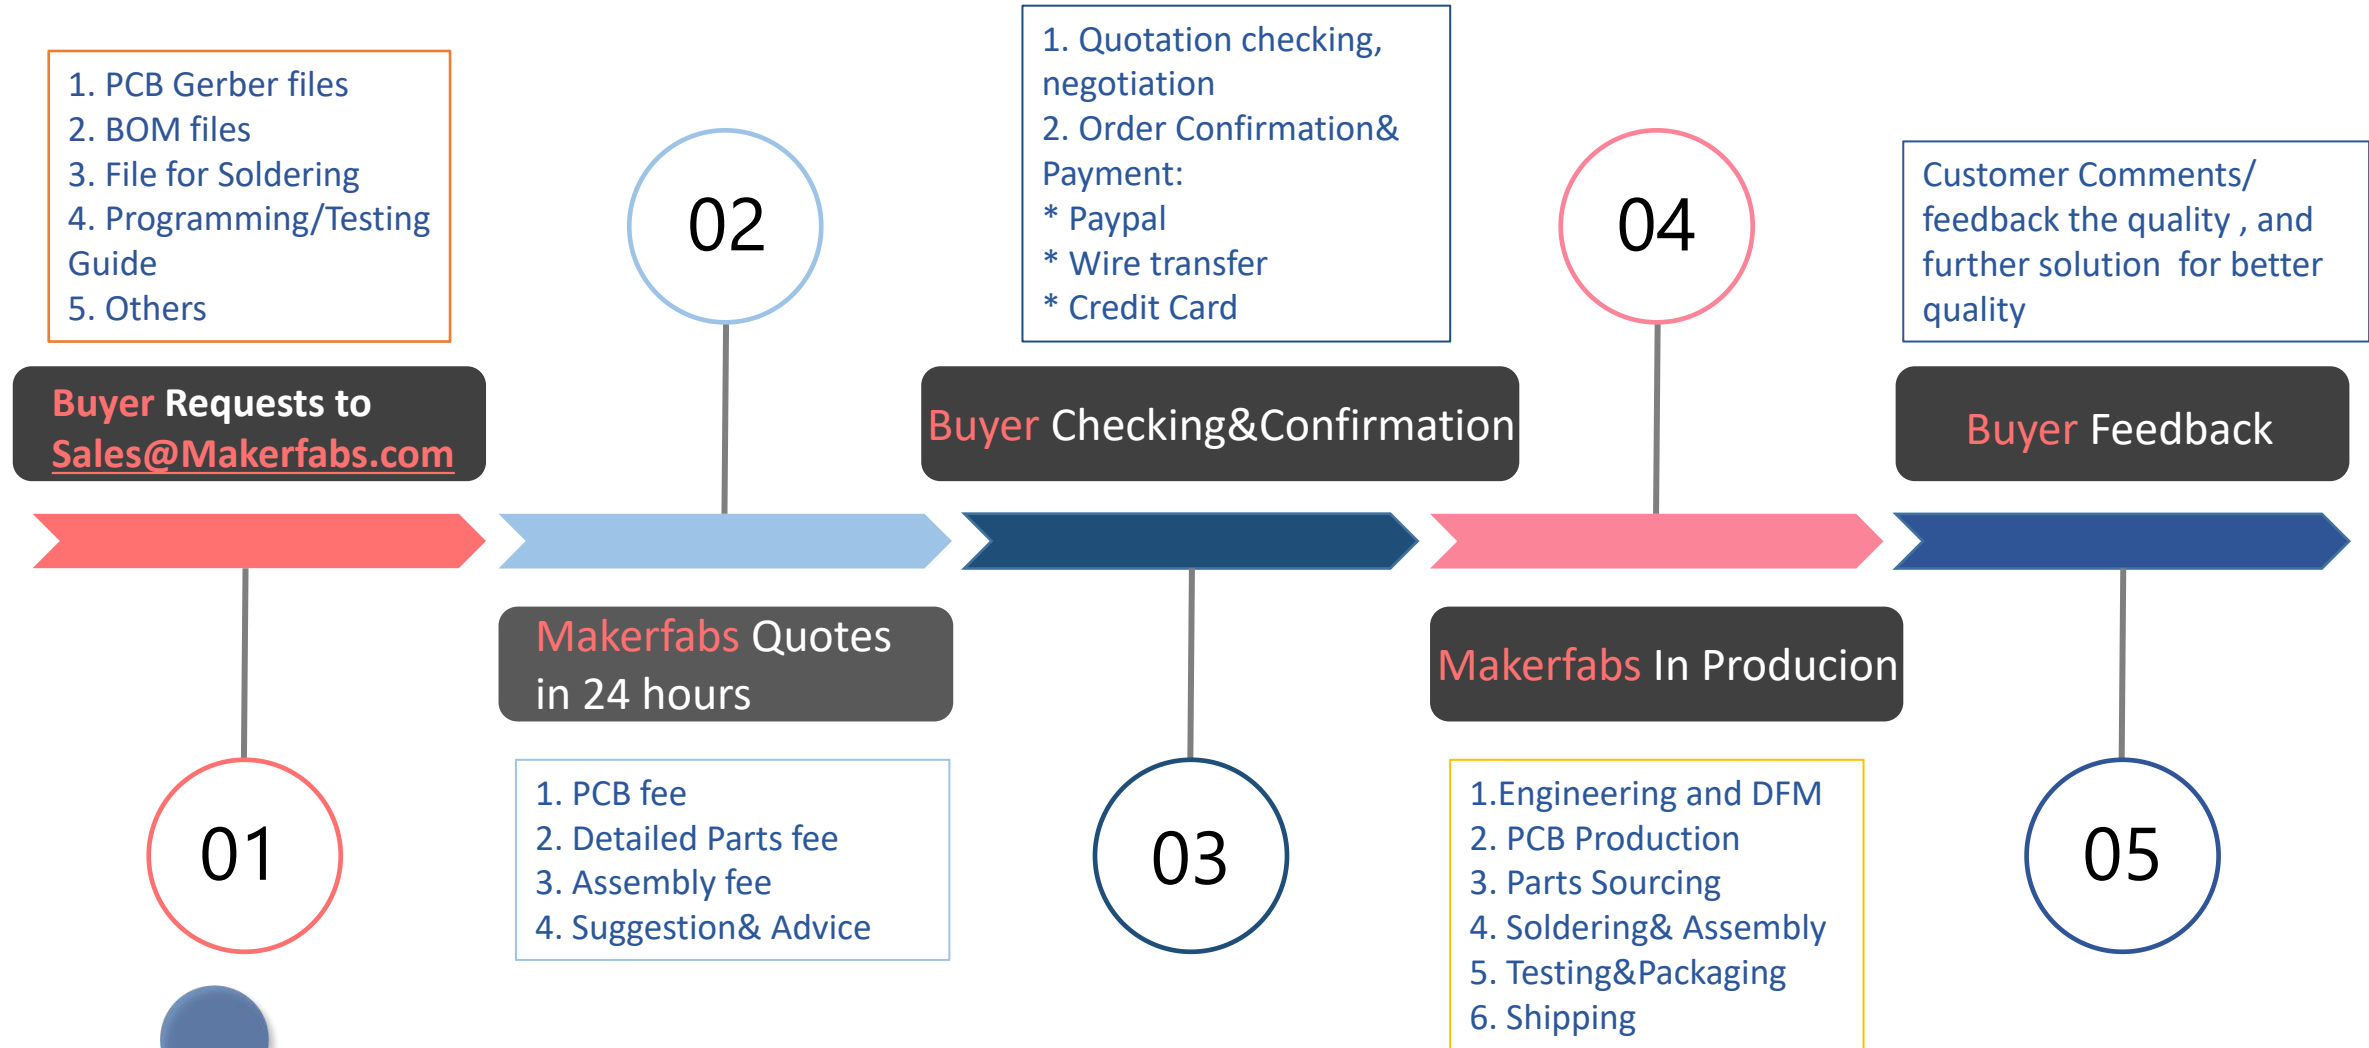 1. PCB Gerber files
2. BOM files
3. File for Soldering
4. Programming/Testing
Guide
5. Others
Buyer Requests to
Sales@Makerfabs.com
01
02
Makerfabs Quotes
in 24 hours
1. PCB fee
2. Detailed Parts fee
3. Assembly fee
4. Suggestion& Advice
1. Quotation checking,
negotiation
2. Order Confirmation&
Payment:
* Paypal
* Wire transfer
* Credit Card
Buyer Checking&Confirmation
03
04
Makerfabs In Producion
1.Engineering and DFM
2. PCB Production
3. Parts Sourcing
4. Soldering& Assembly
5. Testing&Packaging
6. Shipping
Customer Comments/
feedback the quality , and
further solution  for better
quality
Buyer Feedback
05